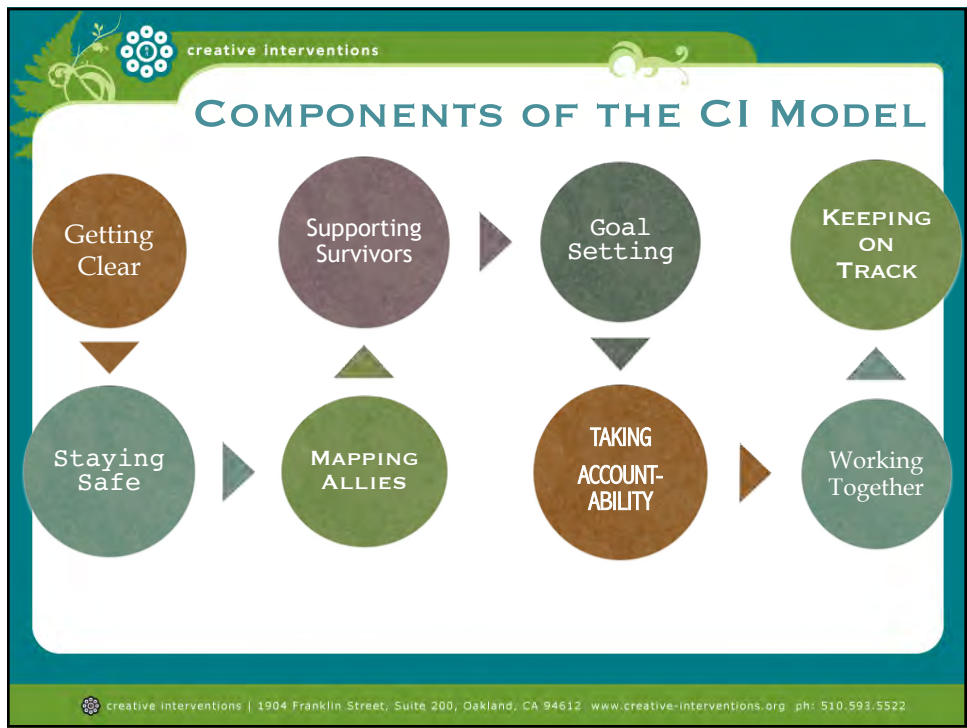 creative interventions
COMPONENTS OF THE CI MODEL
Getting
Clear
Staying
Safe
MAPPING
ALLIES
Supporting
Survivors
Goal
Setting
TAKING
ACCOUNT-
ABILITY
Working
Together
KEEPING
ON
TRACK
creative interventions | 1904 Franklin Street, Suite 200, Oakland, CA 94612 www.creative-interventions.org ph: 510.593.5522